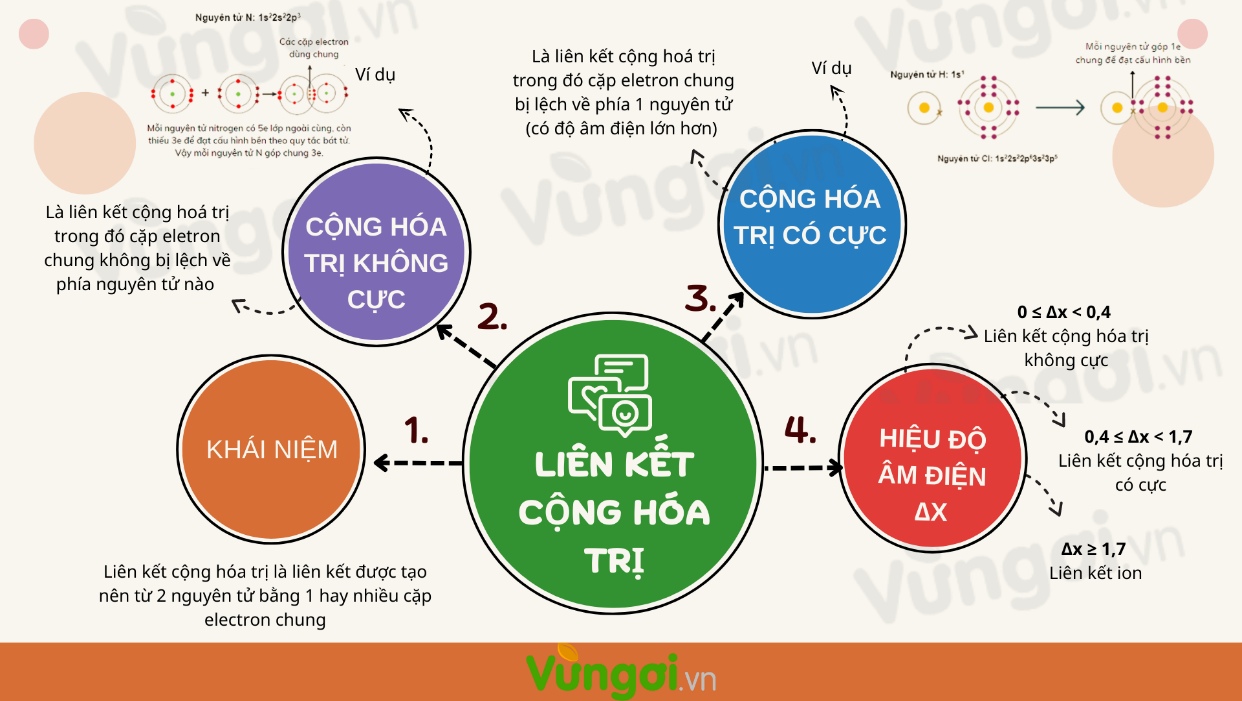 Nguyên tử N: 1s²2s²2p³
Các cặp electron
dùng chung
Ví dụ
Mỗi nguyên tử nitrogen có 5e lớp ngoài cùng, còn
thiếu 3e để đạt cấu hình bền theo quy tắc bát tử.
Vậy mỗi nguyên tử N góp chung 3e.
Là liên kết cộng hoá trị
trong đó cặp eletron chung
bị lệch về phía 1 nguyên tử
(có độ âm điện lớn hơn)
Ví dụ
Mỗi nguyên tử góp 1e
chung để đạt cấu hình bền
Nguyên tử H: 1s¹
Nguyên tử Cl: 1s²2s²2p⁶3s²3p⁵
Là liên kết cộng hoá trị
trong đó cặp eletron
chung không bị lệch về
phía nguyên tử nào
CỘNG HÓA
TRỊ KHÔNG
CỰC
CỘNG HÓA
TRỊ CÓ CỰC
2.
3.
1.
4.
KHÁI NIỆM
Liên kết cộng hóa trị là liên kết được tạo
nên từ 2 nguyên tử bằng 1 hay nhiều cặp
electron chung
LIÊN KẾT
CỘNG HÓA
TRỊ
HIỆU ĐỘ
ÂM ĐIỆN
ΔX
0 ≤ Δx < 0,4
Liên kết cộng hóa trị
không cực
0,4 ≤ Δx < 1,7
Liên kết cộng hóa trị
có cực
Δx ≥ 1,7
Liên kết ion
Vungơi.vn